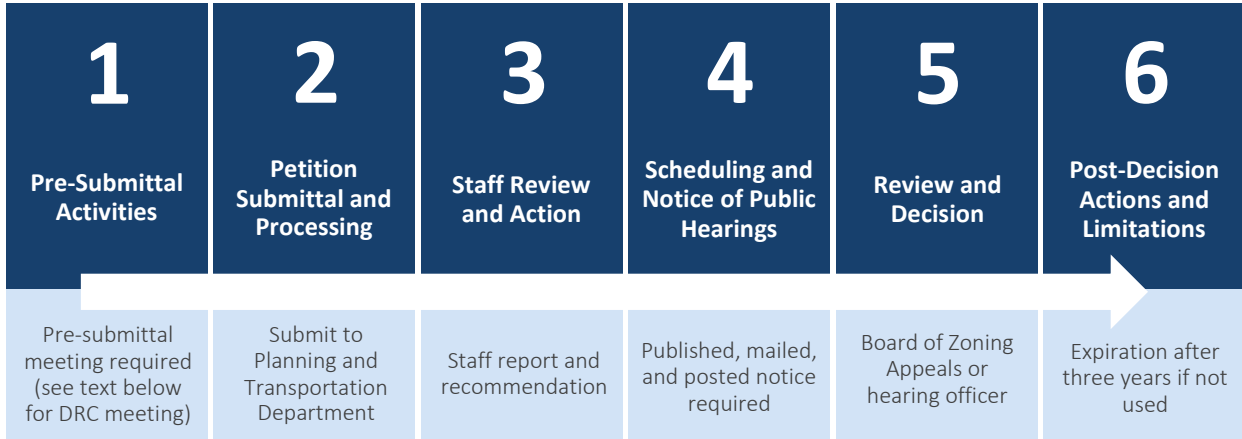 1
Pre-Submittal
Activities
Pre-submittal
meeting required
(see text below
for DRC meeting)
2
Petition
Submittal and
Processing
Submit to
Planning and
Transportation
Department
3
Staff Review
and Action
Staff report and
recommendation
4
Scheduling and
Notice of Public
Hearings
Published, mailed,
and posted notice
required
5
Review and
Decision
Board of Zoning
Appeals or
hearing officer
6
Post-Decision
Actions and
Limitations
Expiration after
three years if not
used